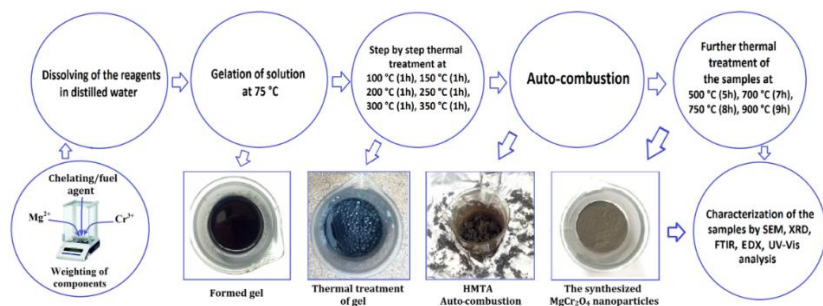 Dissolving of the reagents
in distilled water
Gelation of solution
at 75 °C
Step by step thermal
treatment at
100 °C (1h), 150 °C (1h),
200 °C (1h), 250 °C (1h),
300 °C (1h), 350 °C (1h),
Auto-combustion
Further thermal
treatment of
the samples at
500 °C (5h), 700 °C (7h),
750 °C (8h), 900 °C (9h)
Chelating/fuel
agent
Mg²⁺
Cr³⁺
Weighting of
components
Formed gel
Thermal treatment
of gel
HMTA
Auto-combustion
The synthesized
MgCr₂O₄ nanoparticles
Characterization of the
samples by SEM, XRD,
FTIR, EDX, UV-Vis
analysis